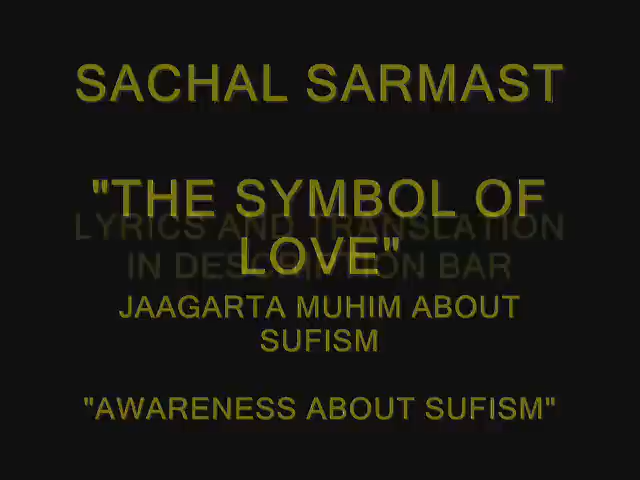 SACHAL SARMAST
"THE SYMBOL OF
LYRICS AND TRANSLATION
LOVE"
IN DESCRIPTION BAR
JAAGARTA MUHIM ABOUT
SUFISM
"AWARENESS ABOUT SUFISM"